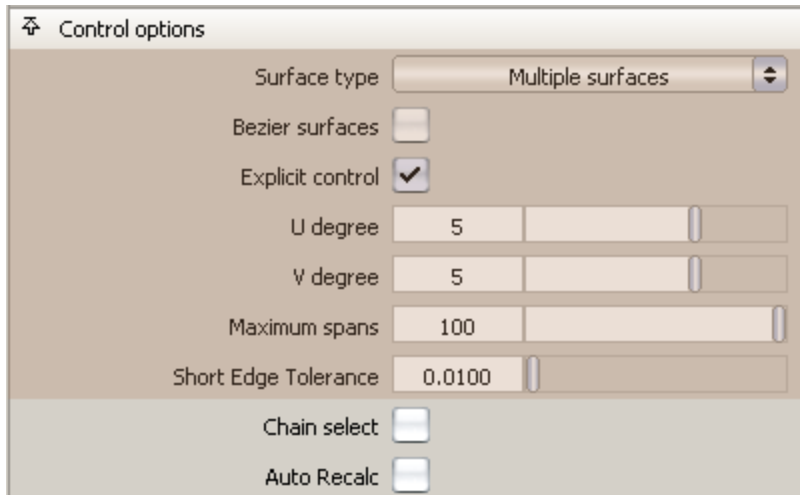 Control options
Surface type Multiple surfaces
Bezier surfaces
Explicit control
U degree 5
V degree 5
Maximum spans 100
Short Edge Tolerance 0.0100
Chain select
Auto Recalc